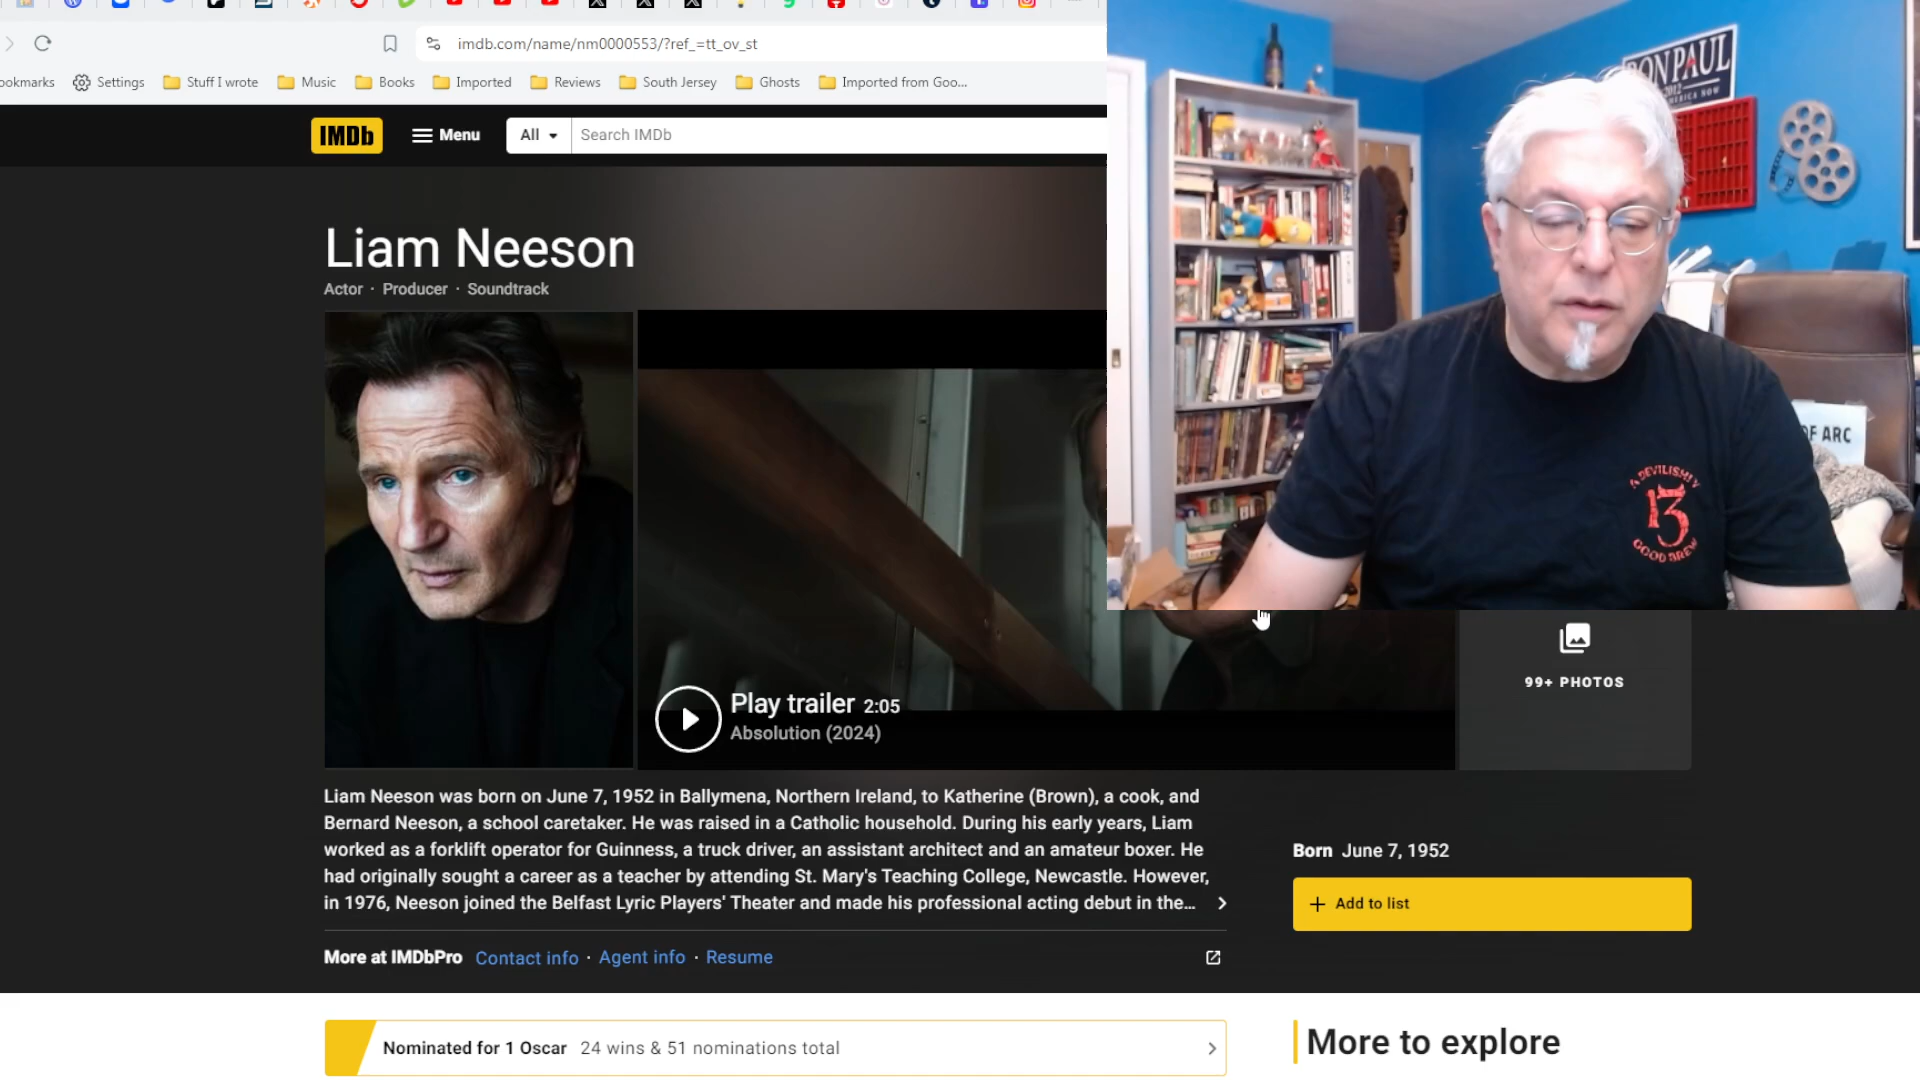 imdb.com/name/nm0000553/?ref_=tt_ov_st
ookmarks Settings Stuff I wrote Music Books Imported Reviews South Jersey Ghosts Imported from Goo...
IMDb Menu All Search IMDb
Liam Neeson
Actor · Producer · Soundtrack
Play trailer 2:05
Absolution (2024)
99+ PHOTOS
Liam Neeson was born on June 7, 1952 in Ballymena, Northern Ireland, to Katherine (Brown), a cook, and
Bernard Neeson, a school caretaker. He was raised in a Catholic household. During his early years, Liam
worked as a forklift operator for Guinness, a truck driver, an assistant architect and an amateur boxer. He
had originally sought a career as a teacher by attending St. Mary's Teaching College, Newcastle. However,
in 1976, Neeson joined the Belfast Lyric Players' Theater and made his professional acting debut in the...
Born June 7, 1952
+ Add to list
More at IMDbPro Contact info · Agent info · Resume
Nominated for 1 Oscar 24 wins & 51 nominations total
More to explore
ON PAUL
2012
AMERICA NOW
A DEVILISHLY
13
GOOD BREW
OF ARC